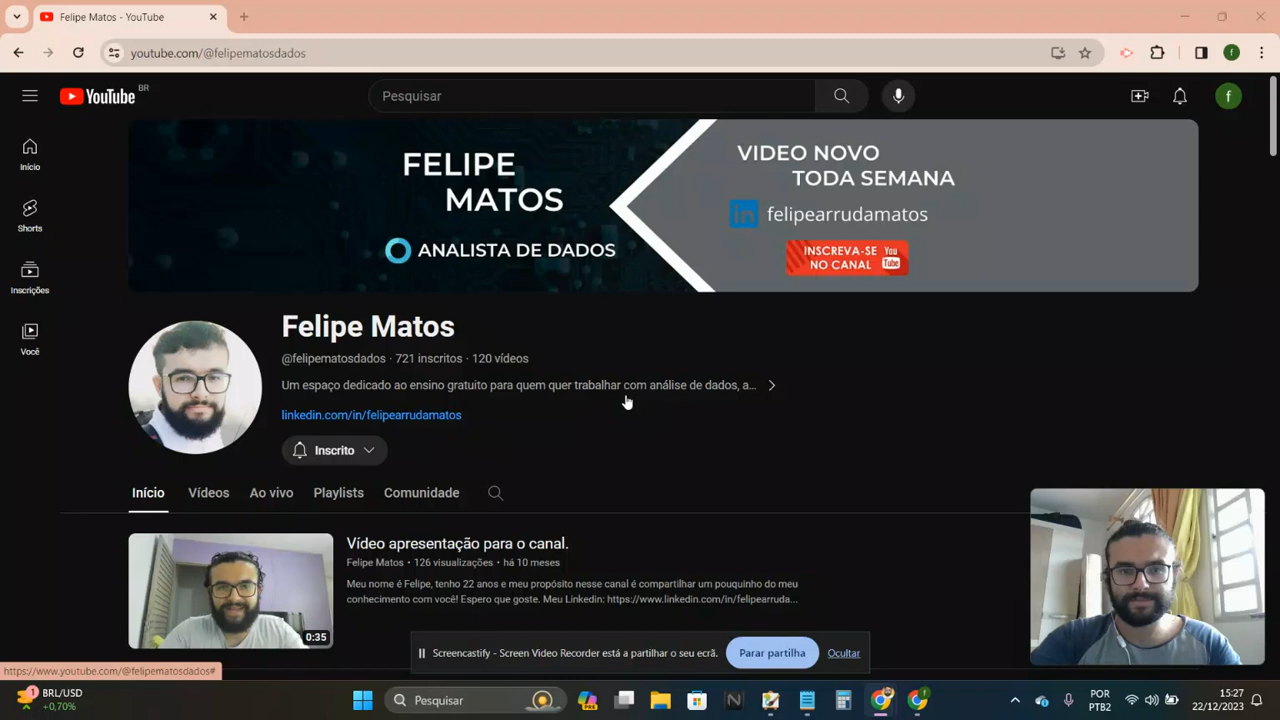 Felipe Matos - YouTube
youtube.com/@felipematosdados
f
YouTube BR
Pesquisar
f
Início
Shorts
Inscrições
Você
FELIPE
MATOS
ANALISTA DE DADOS
VIDEO NOVO
TODA SEMANA
in felipearrudamatos
INSCREVA-SE
NO CANAL
You
Tube
Felipe Matos
@felipematosdados · 721 inscritos · 120 vídeos
Um espaço dedicado ao ensino gratuito para quem quer trabalhar com análise de dados, a...
linkedin.com/in/felipearrudamatos
Inscrito
Início Vídeos Ao vivo Playlists Comunidade
Vídeo apresentação para o canal.
Felipe Matos • 126 visualizações • há 10 meses
Meu nome é Felipe, tenho 22 anos e meu propósito nesse canal é compartilhar um pouquinho do meu
conhecimento com você! Espero que goste. Meu Linkedin: https://www.linkedin.com/in/felipearruda...
0:35
Screencastify - Screen Video Recorder está a partilhar o seu ecrã. Parar partilha Ocultar
https://www.youtube.com/@felipematosdados#
1
BRL/USD
+0,70%
Pesquisar
PRE
N
f
POR
PTB2
15:27
22/12/2023